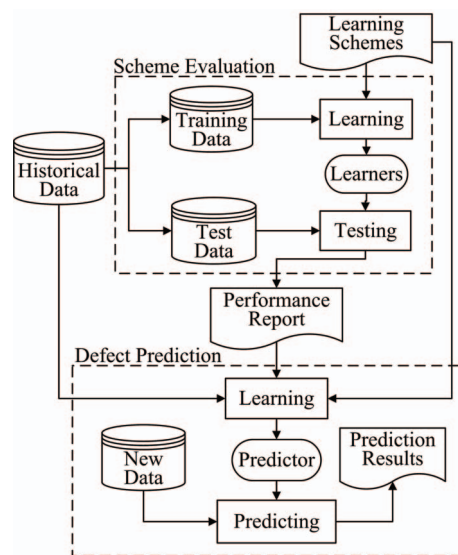 Learning
Schemes
Scheme Evaluation
Training
Data
Learning
Historical
Data
Learners
Test
Data
Testing
Performance
Report
Defect Prediction
Learning
New
Data
Predictor
Prediction
Results
Predicting